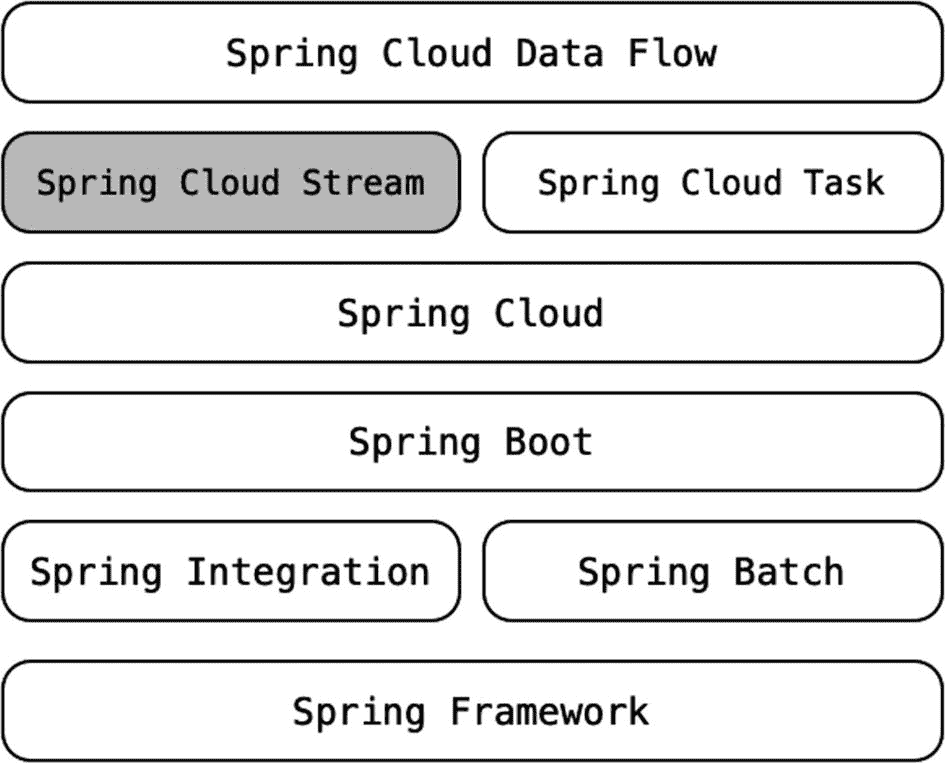 Spring Cloud Data Flow
Spring Cloud Stream
Spring Cloud Task
Spring Cloud
Spring Boot
Spring Integration
Spring Batch
Spring Framework